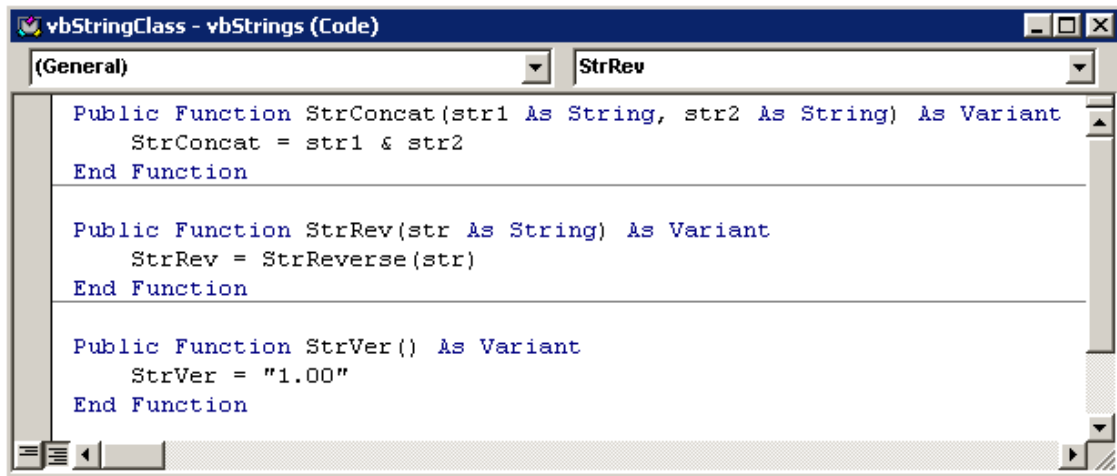 vbStringClass - vbStrings (Code)
(General) StrRev
Public Function StrConcat(str1 As String, str2 As String) As Variant
    StrConcat = str1 & str2
End Function
Public Function StrRev(str As String) As Variant
    StrRev = StrReverse(str)
End Function
Public Function StrVer() As Variant
    StrVer = "1.00"
End Function